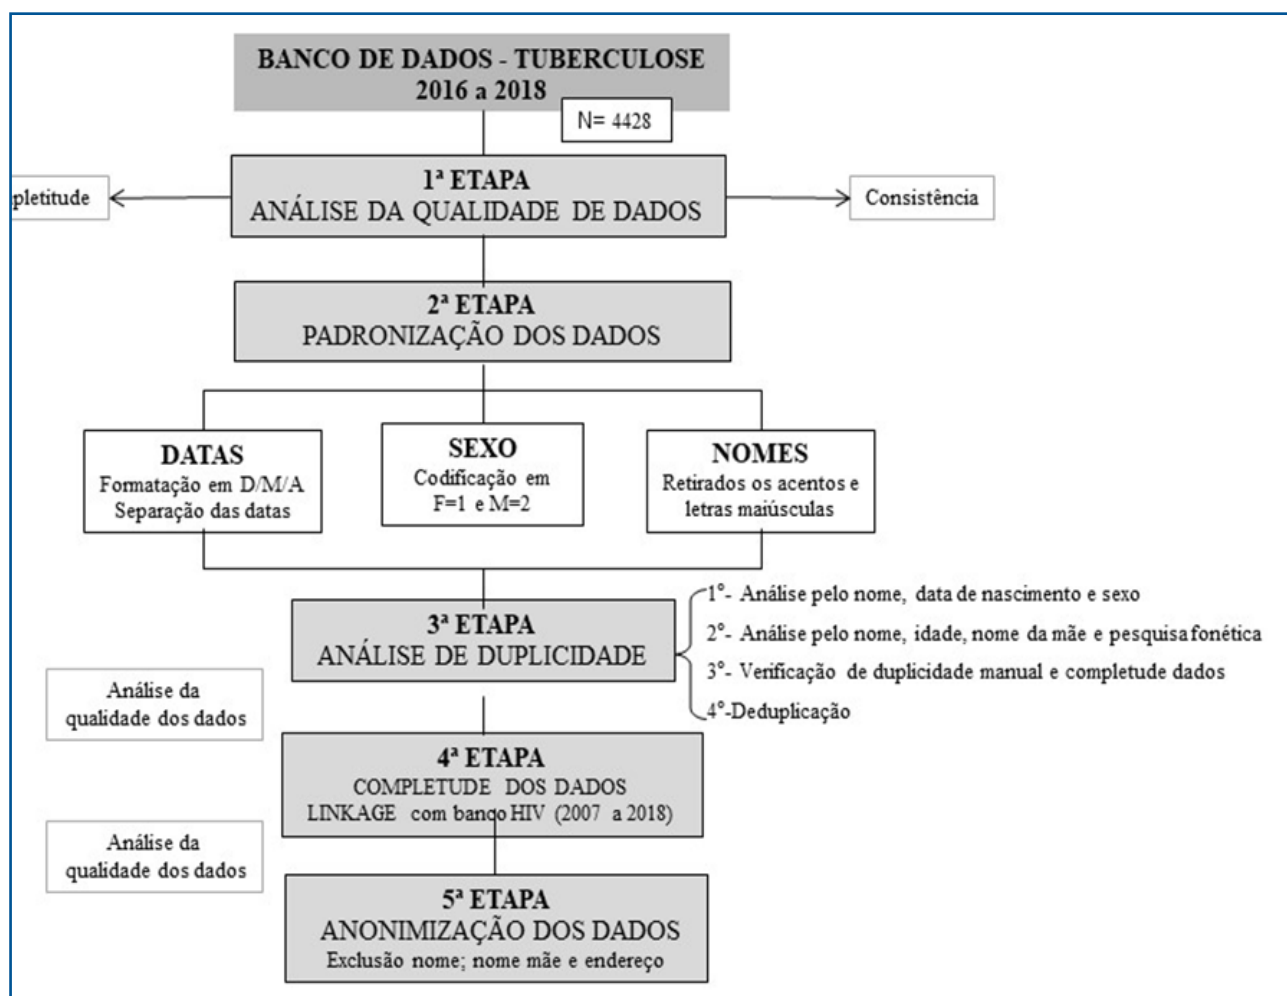 BANCO DE DADOS - TUBERCULOSE
2016 a 2018
N= 4428
1ª ETAPA
ANÁLISE DA QUALIDADE DE DADOS
pletitude
Consistência
2ª ETAPA
PADRONIZAÇÃO DOS DADOS
DATAS
Formatação em D/M/A
Separação das datas
SEXO
Codificação em
F=1 e M=2
NOMES
Retirados os acentos e
letras maiúsculas
3ª ETAPA
ANÁLISE DE DUPLICIDADE
1°- Análise pelo nome, data de nascimento e sexo
2°- Análise pelo nome, idade, nome da mãe e pesquisa fonética
3°- Verificação de duplicidade manual e completude dados
4°-Deduplicação
Análise da
qualidade dos dados
4ª ETAPA
COMPLETUDE DOS DADOS
LINKAGE com banco HIV (2007 a 2018)
Análise da
qualidade dos dados
5ª ETAPA
ANONIMIZAÇÃO DOS DADOS
Exclusão nome; nome mãe e endereço